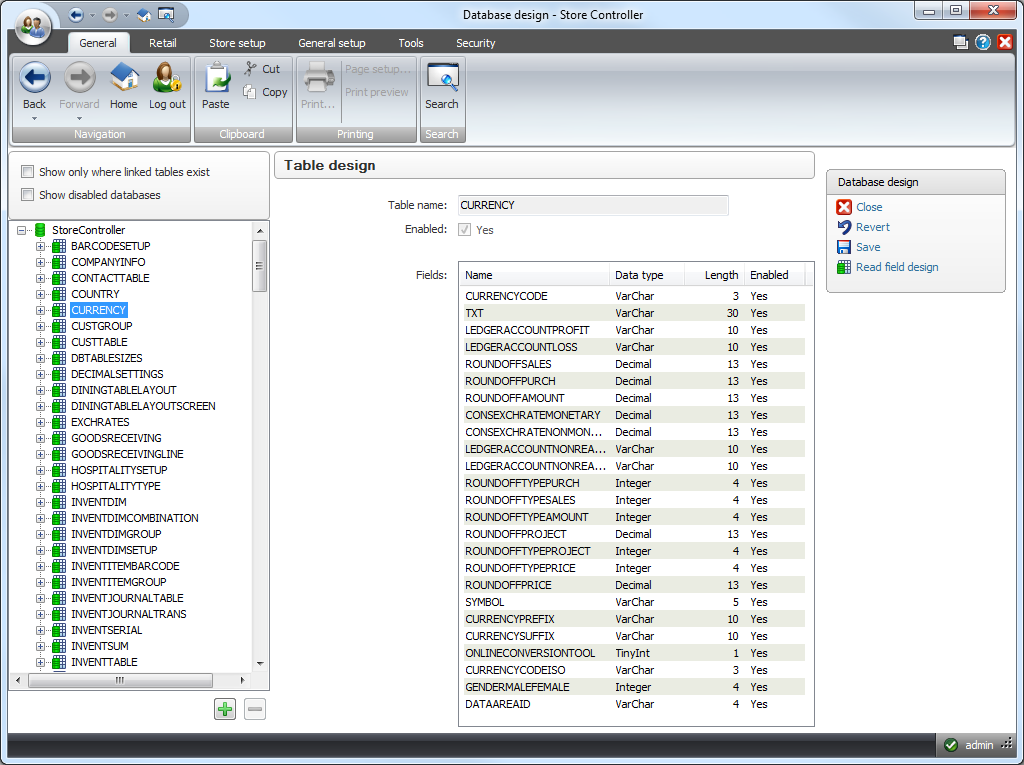 Database design - Store Controller
General Retail Store setup General setup Tools Security
Back Forward Home Log out
Navigation
Paste Cut
Copy
Clipboard
Print... Page setup...
Print preview
Printing
Search
Search
Show only where linked tables exist
Show disabled databases
StoreController
BARCODESETUP
COMPANYINFO
CONTACTTABLE
COUNTRY
CURRENCY
CUSTGROUP
CUSTTABLE
DBTABLESIZES
DECIMALSETTINGS
DININGTABLELAYOUT
DININGTABLELAYOUTSCREEN
EXCHRATES
GOODSRECEIVING
GOODSRECEIVINGLINE
HOSPITALITYSETUP
HOSPITALITYTYPE
INVENTDIM
INVENTDIMCOMBINATION
INVENTDIMGROUP
INVENTDIMSETUP
INVENTITEMBARCODE
INVENTITEMGROUP
INVENTJOURNALTABLE
INVENTJOURNALTRANS
INVENTSERIAL
INVENTSUM
INVENTTABLE
Table design
Table name: CURRENCY
Enabled: Yes
Fields:
Name Data type Length Enabled
CURRENCYCODE VarChar 3 Yes
TXT VarChar 30 Yes
LEDGERACCOUNTPROFIT VarChar 10 Yes
LEDGERACCOUNTLOSS VarChar 10 Yes
ROUNDOFFSALES Decimal 13 Yes
ROUNDOFFPURCH Decimal 13 Yes
ROUNDOFFAMOUNT Decimal 13 Yes
CONSEXCHRATEMONETARY Decimal 13 Yes
CONSEXCHRATENONMON... Decimal 13 Yes
LEDGERACCOUNTNONREA... VarChar 10 Yes
LEDGERACCOUNTNONREA... VarChar 10 Yes
ROUNDOFFTYPEPURCH Integer 4 Yes
ROUNDOFFTYPESALES Integer 4 Yes
ROUNDOFFTYPEAMOUNT Integer 4 Yes
ROUNDOFFPROJECT Decimal 13 Yes
ROUNDOFFTYPEPROJECT Integer 4 Yes
ROUNDOFFTYPEPRICE Integer 4 Yes
ROUNDOFFPRICE Decimal 13 Yes
SYMBOL VarChar 5 Yes
CURRENCYPREFIX VarChar 10 Yes
CURRENCYSUFFIX VarChar 10 Yes
ONLINECONVERSIONTOOL TinyInt 1 Yes
CURRENCYCODEISO VarChar 3 Yes
GENDERMALEFEMALE Integer 4 Yes
DATAAREAID VarChar 4 Yes
Database design
Close
Revert
Save
Read field design
admin